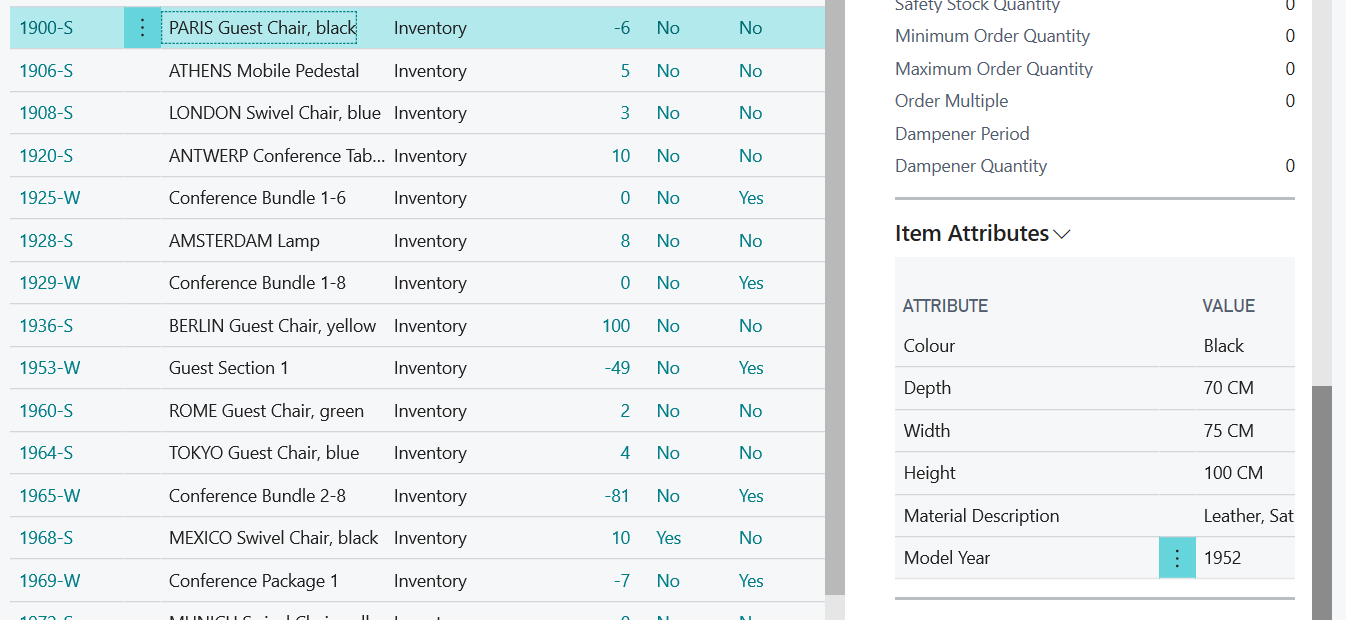 1900-S PARIS Guest Chair, black Inventory -6 No No
1906-S ATHENS Mobile Pedestal Inventory 5 No No
1908-S LONDON Swivel Chair, blue Inventory 3 No No
1920-S ANTWERP Conference Tab... Inventory 10 No No
1925-W Conference Bundle 1-6 Inventory 0 No Yes
1928-S AMSTERDAM Lamp Inventory 8 No No
1929-W Conference Bundle 1-8 Inventory 0 No Yes
1936-S BERLIN Guest Chair, yellow Inventory 100 No No
1953-W Guest Section 1 Inventory -49 No Yes
1960-S ROME Guest Chair, green Inventory 2 No No
1964-S TOKYO Guest Chair, blue Inventory 4 No No
1965-W Conference Bundle 2-8 Inventory -81 No Yes
1968-S MEXICO Swivel Chair, black Inventory 10 Yes No
1969-W Conference Package 1 Inventory -7 No Yes
Safety Stock Quantity 0
Minimum Order Quantity 0
Maximum Order Quantity 0
Order Multiple 0
Dampener Period
Dampener Quantity 0
Item Attributes
ATTRIBUTE VALUE
Colour Black
Depth 70 CM
Width 75 CM
Height 100 CM
Material Description Leather, Sat
Model Year 1952